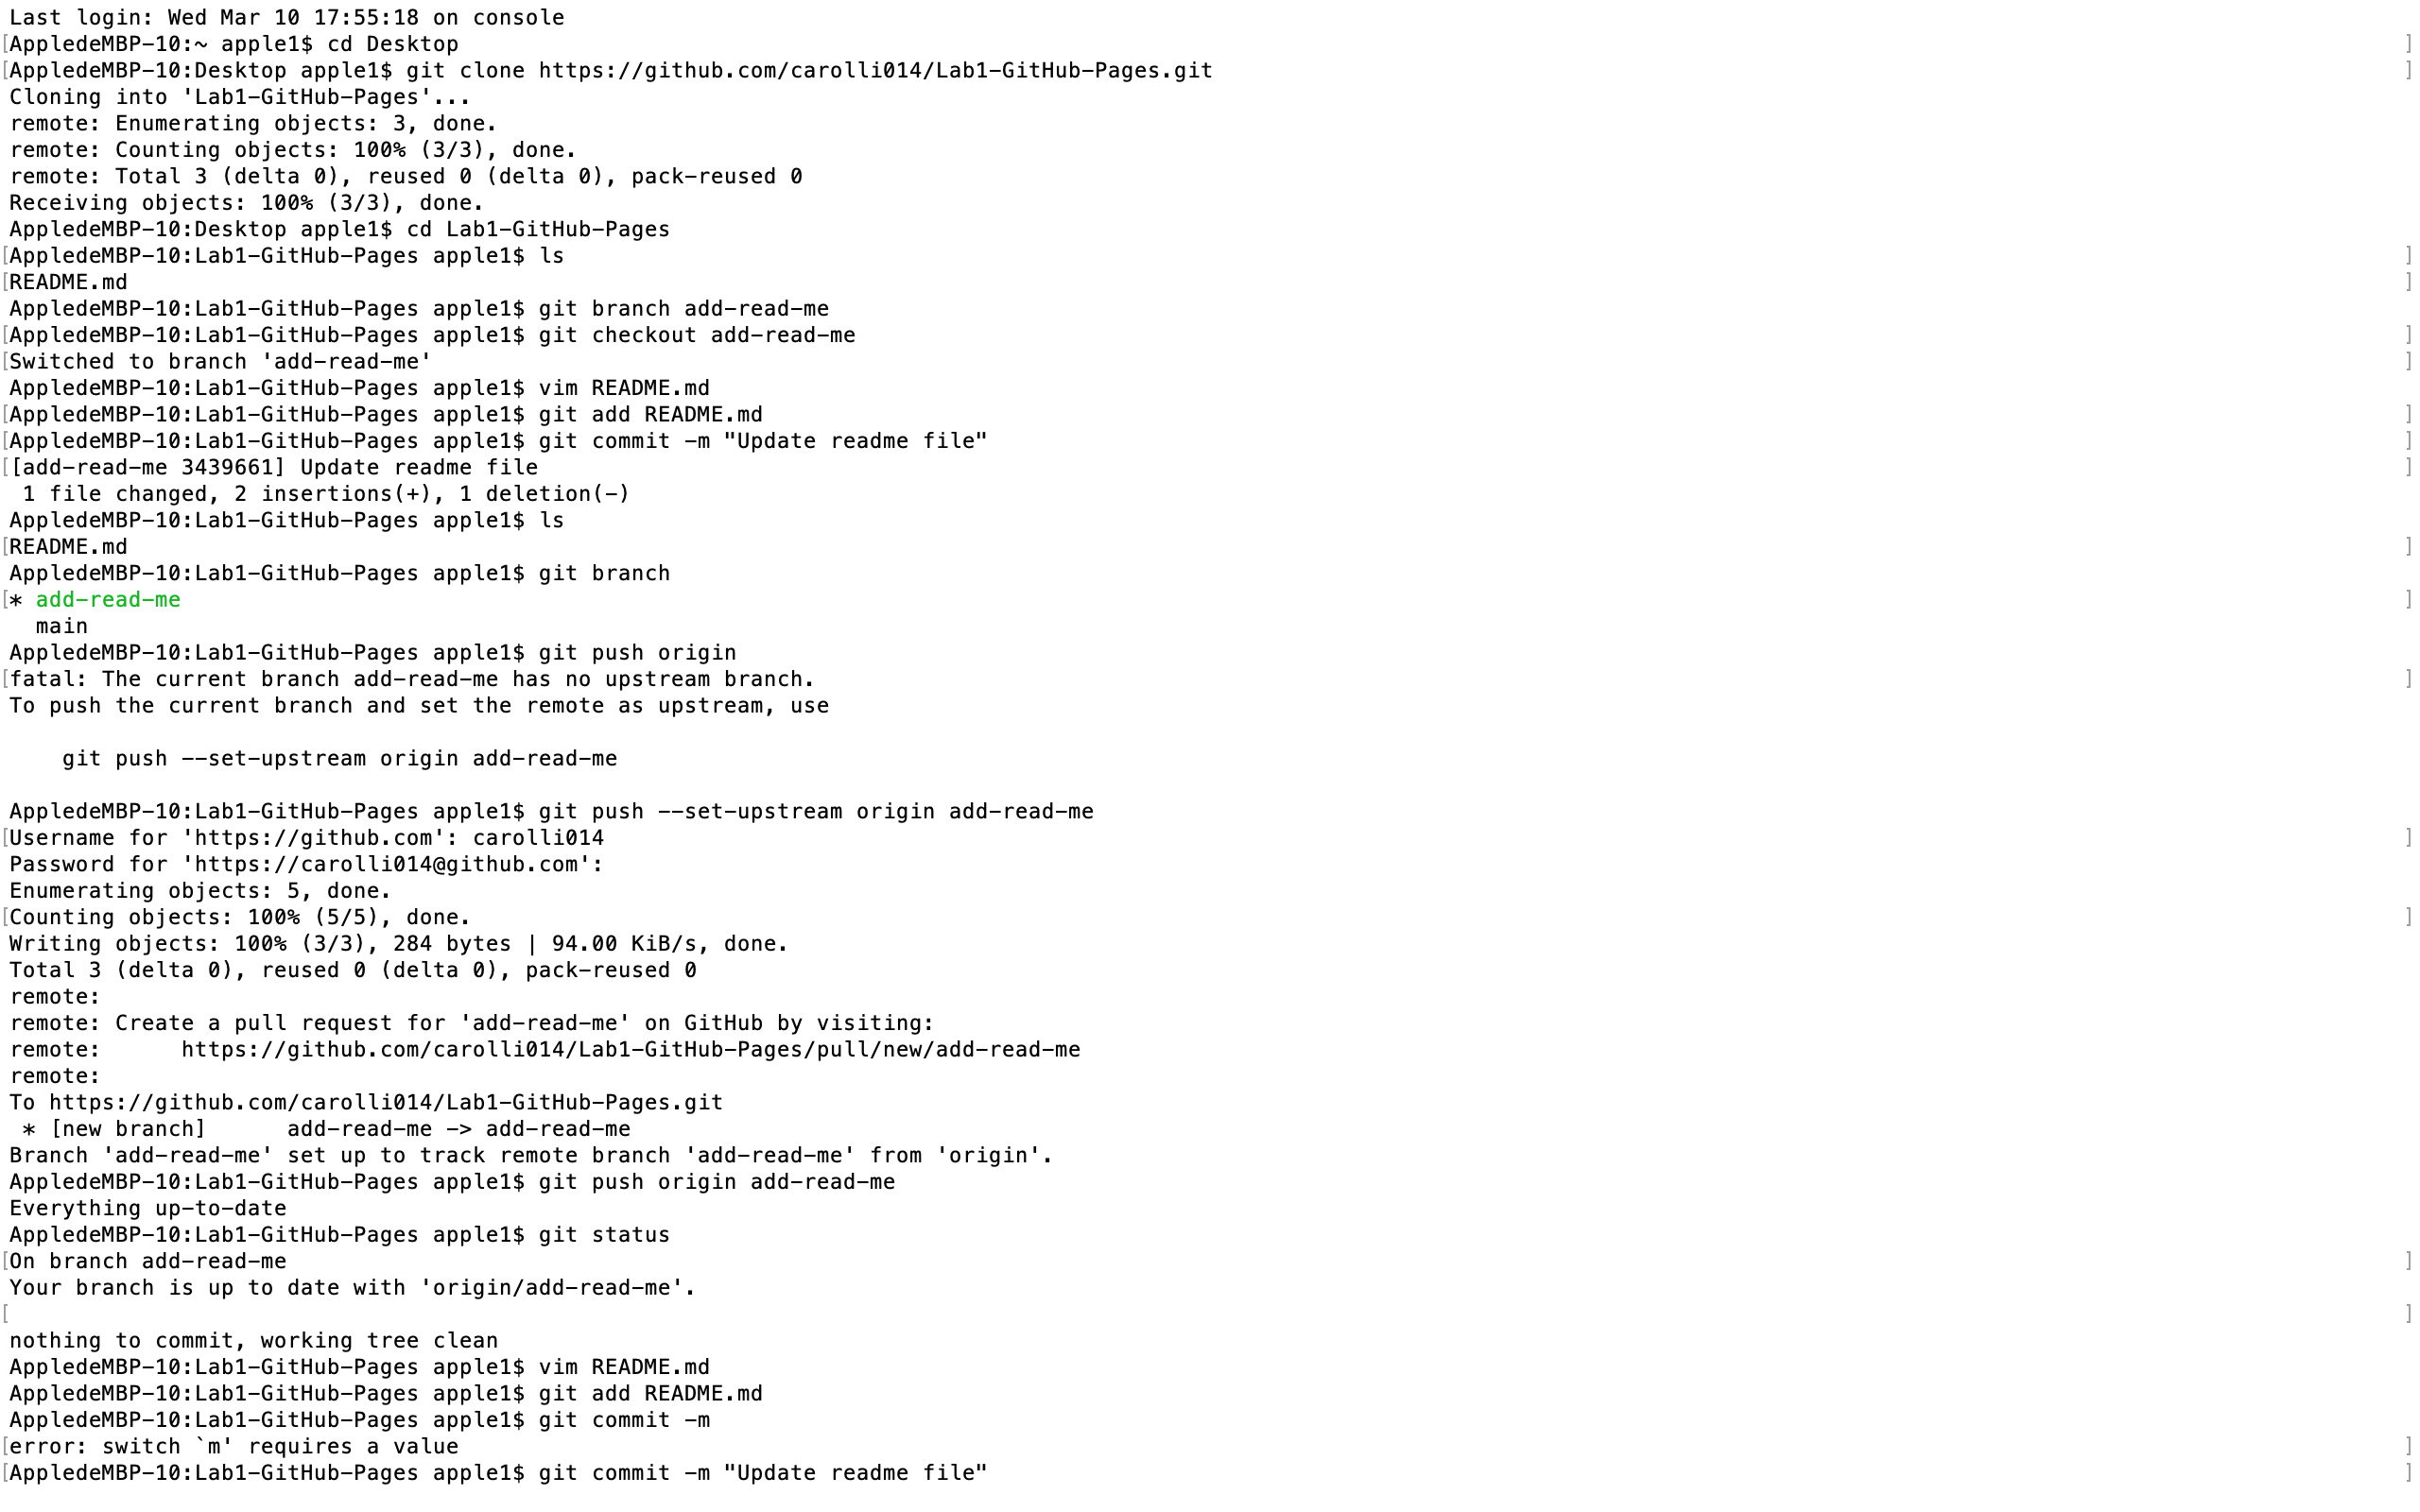 Last login: Wed Mar 10 17:55:18 on console
[AppledeMBP-10:~ apple1$ cd Desktop ]
[AppledeMBP-10:Desktop apple1$ git clone https://github.com/carolli014/Lab1-GitHub-Pages.git ]
Cloning into 'Lab1-GitHub-Pages'...
remote: Enumerating objects: 3, done.
remote: Counting objects: 100% (3/3), done.
remote: Total 3 (delta 0), reused 0 (delta 0), pack-reused 0
Receiving objects: 100% (3/3), done.
AppledeMBP-10:Desktop apple1$ cd Lab1-GitHub-Pages
[AppledeMBP-10:Lab1-GitHub-Pages apple1$ ls ]
[README.md ]
AppledeMBP-10:Lab1-GitHub-Pages apple1$ git branch add-read-me
[AppledeMBP-10:Lab1-GitHub-Pages apple1$ git checkout add-read-me ]
[Switched to branch 'add-read-me' ]
AppledeMBP-10:Lab1-GitHub-Pages apple1$ vim README.md
[AppledeMBP-10:Lab1-GitHub-Pages apple1$ git add README.md ]
[AppledeMBP-10:Lab1-GitHub-Pages apple1$ git commit -m "Update readme file" ]
[[add-read-me 3439661] Update readme file ]
 1 file changed, 2 insertions(+), 1 deletion(-)
AppledeMBP-10:Lab1-GitHub-Pages apple1$ ls
[README.md ]
AppledeMBP-10:Lab1-GitHub-Pages apple1$ git branch
[* add-read-me ]
  main
AppledeMBP-10:Lab1-GitHub-Pages apple1$ git push origin
[fatal: The current branch add-read-me has no upstream branch. ]
To push the current branch and set the remote as upstream, use
    git push --set-upstream origin add-read-me
AppledeMBP-10:Lab1-GitHub-Pages apple1$ git push --set-upstream origin add-read-me
[Username for 'https://github.com': carolli014 ]
Password for 'https://carolli014@github.com':
Enumerating objects: 5, done.
[Counting objects: 100% (5/5), done. ]
Writing objects: 100% (3/3), 284 bytes | 94.00 KiB/s, done.
Total 3 (delta 0), reused 0 (delta 0), pack-reused 0
remote:
remote: Create a pull request for 'add-read-me' on GitHub by visiting:
remote:      https://github.com/carolli014/Lab1-GitHub-Pages/pull/new/add-read-me
remote:
To https://github.com/carolli014/Lab1-GitHub-Pages.git
 * [new branch]      add-read-me -> add-read-me
Branch 'add-read-me' set up to track remote branch 'add-read-me' from 'origin'.
AppledeMBP-10:Lab1-GitHub-Pages apple1$ git push origin add-read-me
Everything up-to-date
AppledeMBP-10:Lab1-GitHub-Pages apple1$ git status
[On branch add-read-me ]
Your branch is up to date with 'origin/add-read-me'.
[ ]
nothing to commit, working tree clean
AppledeMBP-10:Lab1-GitHub-Pages apple1$ vim README.md
AppledeMBP-10:Lab1-GitHub-Pages apple1$ git add README.md
AppledeMBP-10:Lab1-GitHub-Pages apple1$ git commit -m
[error: switch `m' requires a value ]
[AppledeMBP-10:Lab1-GitHub-Pages apple1$ git commit -m "Update readme file" ]